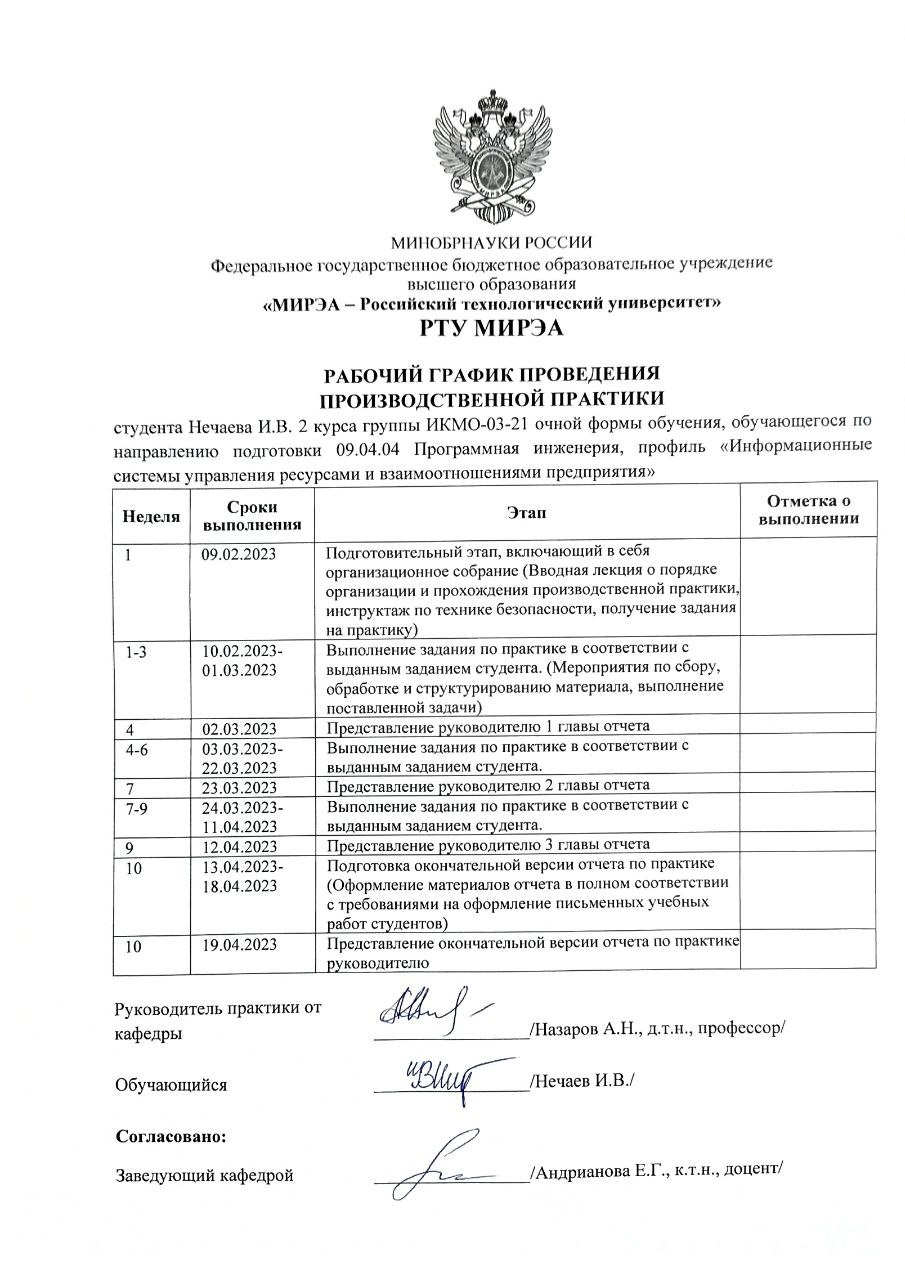 МИРЭА
МИНОБРНАУКИ РОССИИ
Федеральное государственное бюджетное образовательное учреждение
высшего образования
«МИРЭА – Российский технологический университет»
РТУ МИРЭА
РАБОЧИЙ ГРАФИК ПРОВЕДЕНИЯ
ПРОИЗВОДСТВЕННОЙ ПРАКТИКИ
студента Нечаева И.В. 2 курса группы ИКМО-03-21 очной формы обучения, обучающегося по
направлению подготовки 09.04.04 Программная инженерия, профиль «Информационные
системы управления ресурсами и взаимоотношениями предприятия»
Неделя
Сроки
выполнения
Этап
Отметка о
выполнении
1
09.02.2023
Подготовительный этап, включающий в себя
организационное собрание (Вводная лекция о порядке
организации и прохождения производственной практики,
инструктаж по технике безопасности, получение задания
на практику)
1-3
10.02.2023-
01.03.2023
Выполнение задания по практике в соответствии с
выданным заданием студента. (Мероприятия по сбору,
обработке и структурированию материала, выполнение
поставленной задачи)
4
02.03.2023
Представление руководителю 1 главы отчета
4-6
03.03.2023-
22.03.2023
Выполнение задания по практике в соответствии с
выданным заданием студента.
7
23.03.2023
Представление руководителю 2 главы отчета
7-9
24.03.2023-
11.04.2023
Выполнение задания по практике в соответствии с
выданным заданием студента.
9
12.04.2023
Представление руководителю 3 главы отчета
10
13.04.2023-
18.04.2023
Подготовка окончательной версии отчета по практике
(Оформление материалов отчета в полном соответствии
с требованиями на оформление письменных учебных
работ студентов)
10
19.04.2023
Представление окончательной версии отчета по практике
руководителю
Руководитель практики от
кафедры
/Назаров А.Н., д.т.н., профессор/
Обучающийся
/Нечаев И.В./
Согласовано:
Заведующий кафедрой
/Андрианова Е.Г., к.т.н., доцент/